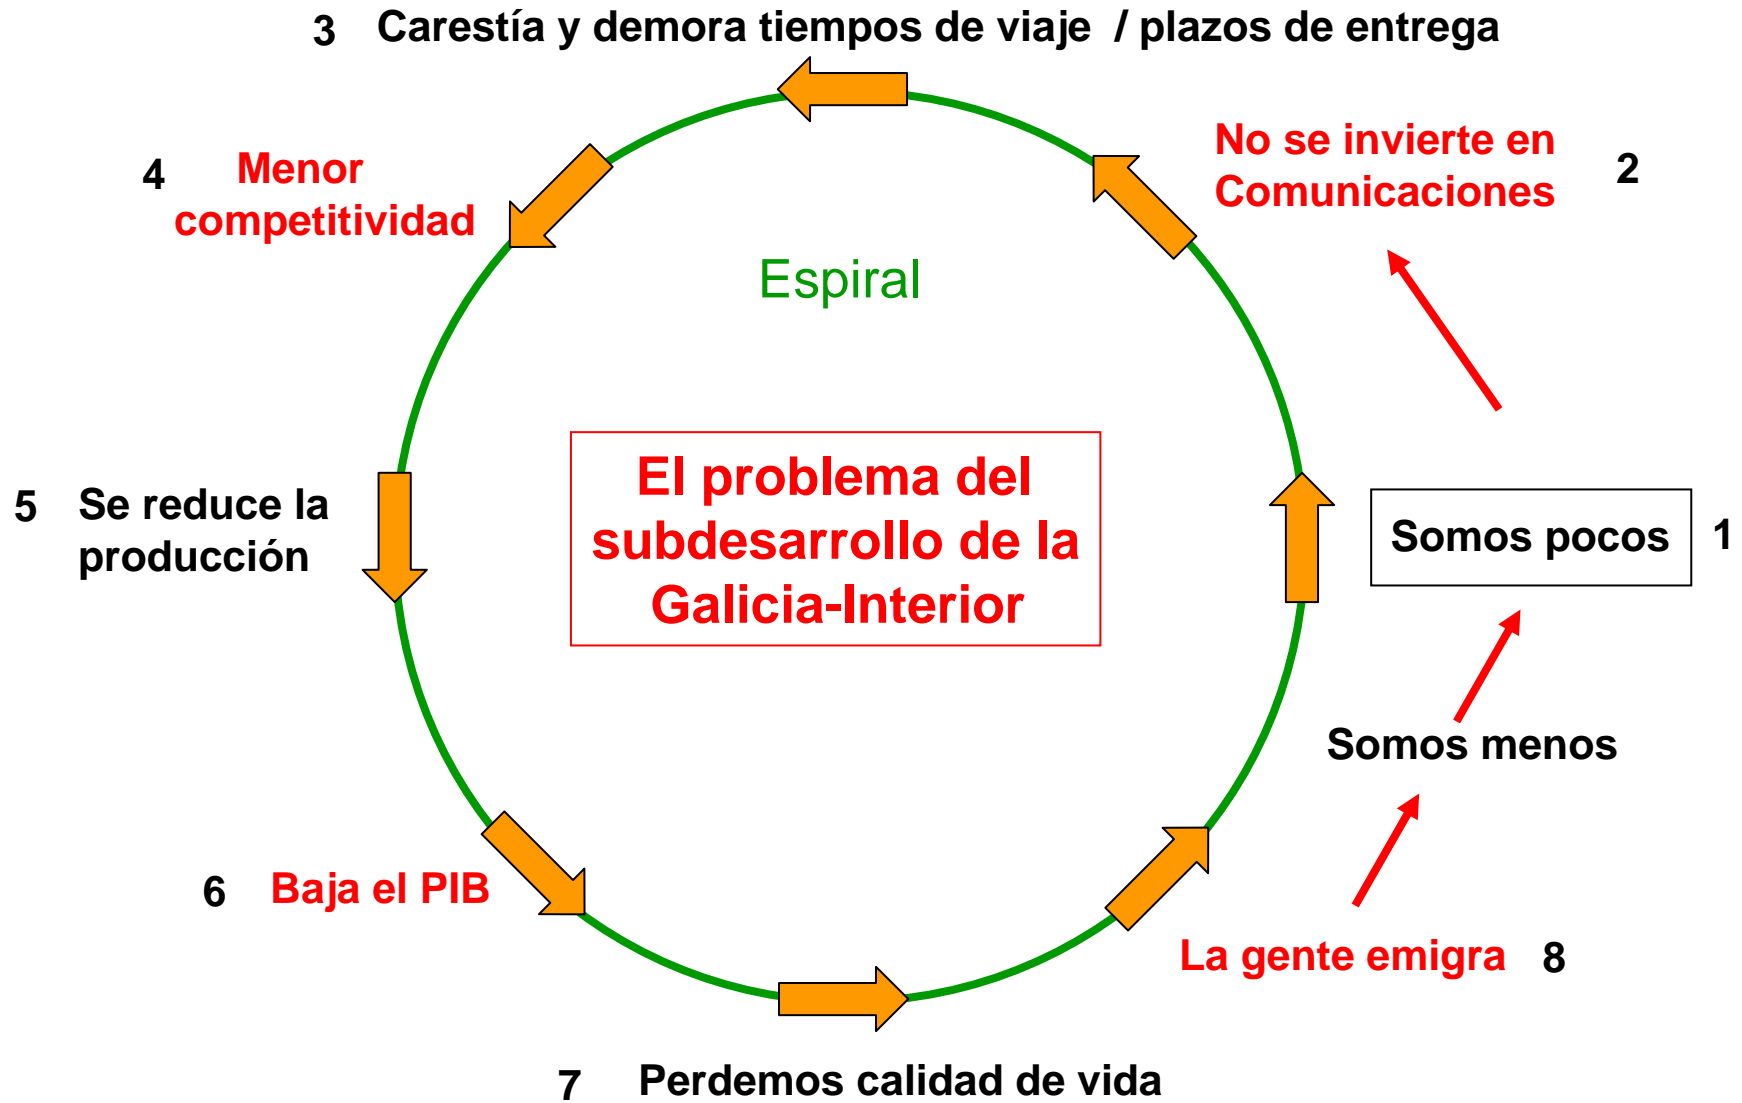 3 Carestía y demora tiempos de viaje / plazos de entrega
No se invierte en
Comunicaciones
2
4 Menor
competitividad
Espiral
El problema del
subdesarrollo de la
Galicia-Interior
5 Se reduce la
producción
Somos pocos 1
Somos menos
6 Baja el PIB
La gente emigra 8
7 Perdemos calidad de vida